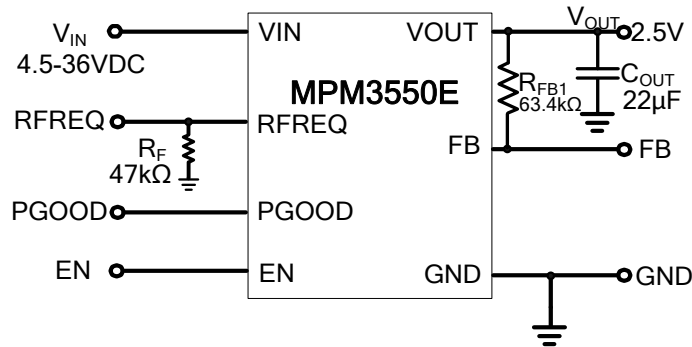 VIN
4.5-36VDC
RFREQ
RF
47kΩ
PGOOD
EN
VIN
VOUT
MPM3550E
RFREQ
FB
PGOOD
EN
GND
VOUT
2.5V
RFB1
63.4kΩ
COUT
22µF
FB
GND